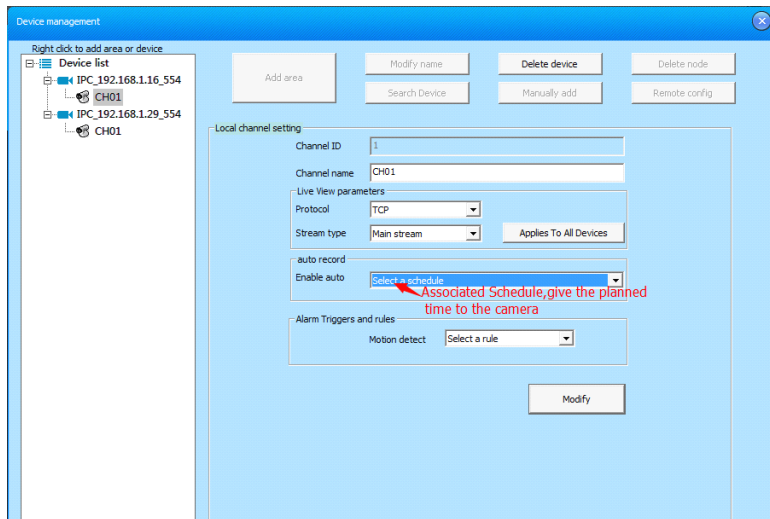 Device management
Right click to add area or device
Device list
IPC_192.168.1.16_554
CH01
IPC_192.168.1.29_554
CH01
Add area
Modify name
Delete device
Delete node
Search Device
Manually add
Remote config
Local channel setting
Channel ID
1
Channel name
CH01
Live View parameters
Protocol
TCP
Stream type
Main stream
Applies To All Devices
auto record
Enable auto
Select a schedule
Associated Schedule,give the planned
time to the camera
Alarm Triggers and rules
Motion detect
Select a rule
Modify